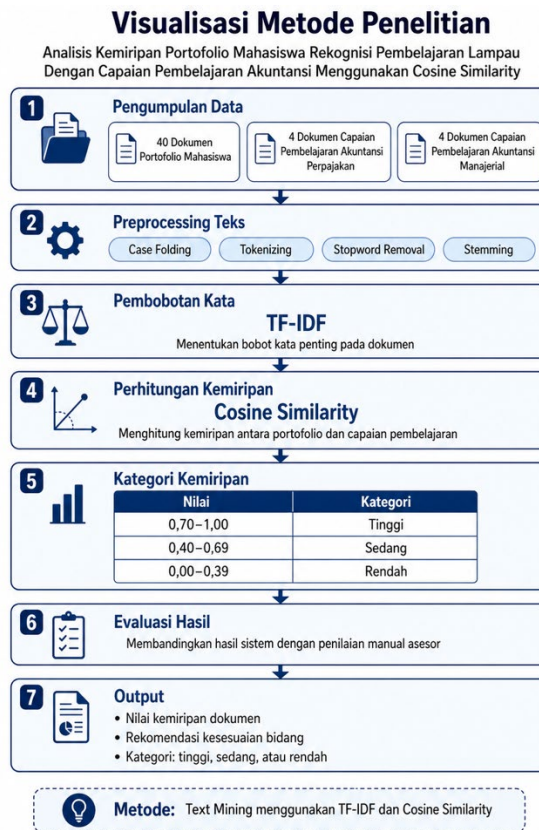 Visualisasi Metode Penelitian
Analisis Kemiripan Portofolio Mahasiswa Rekognisi Pembelajaran Lampau
Dengan Capaian Pembelajaran Akuntansi Menggunakan Cosine Similarity
1
Pengumpulan Data
40 Dokumen
Portofolio Mahasiswa
4 Dokumen Capaian
Pembelajaran Akuntansi
Perpajakan
4 Dokumen Capaian
Pembelajaran Akuntansi
Manajerial
2
Preprocessing Teks
Case Folding
Tokenizing
Stopword Removal
Stemming
3
Pembobotan Kata
TF-IDF
Menentukan bobot kata penting pada dokumen
4
Perhitungan Kemiripan
Cosine Similarity
Menghitung kemiripan antara portofolio dan capaian pembelajaran
5
Kategori Kemiripan
Nilai Kategori
0,70–1,00 Tinggi
0,40–0,69 Sedang
0,00–0,39 Rendah
6
Evaluasi Hasil
Membandingkan hasil sistem dengan penilaian manual asesor
7
Output
• Nilai kemiripan dokumen
• Rekomendasi kesesuaian bidang
• Kategori: tinggi, sedang, atau rendah
Metode: Text Mining menggunakan TF-IDF dan Cosine Similarity